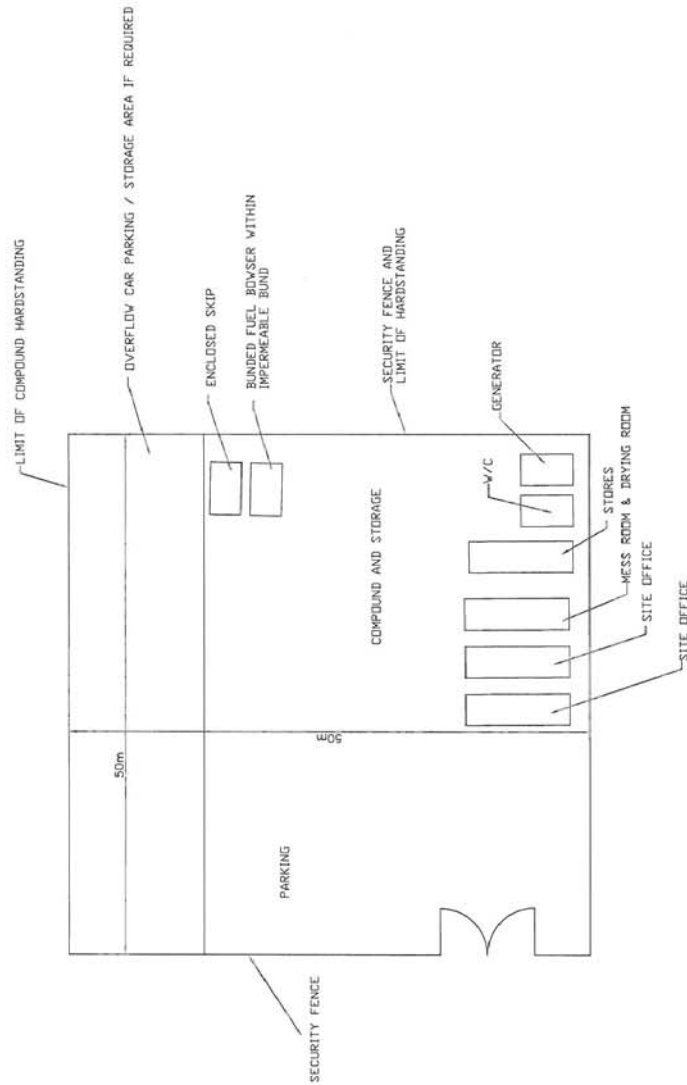 LIMIT OF COMPOUND HARDSTANDING
OVERFLOW CAR PARKING / STORAGE AREA IF REQUIRED
ENCLOSED SKIP
BUNDED FUEL BOWSER WITHIN
IMPERMEABLE BUND
SECURITY FENCE AND
LIMIT OF HARDSTANDING
GENERATOR
W/C
STORES
MESS ROOM & DRYING ROOM
SITE OFFICE
SITE OFFICE
COMPOUND AND STORAGE
50m
50m
PARKING
SECURITY FENCE